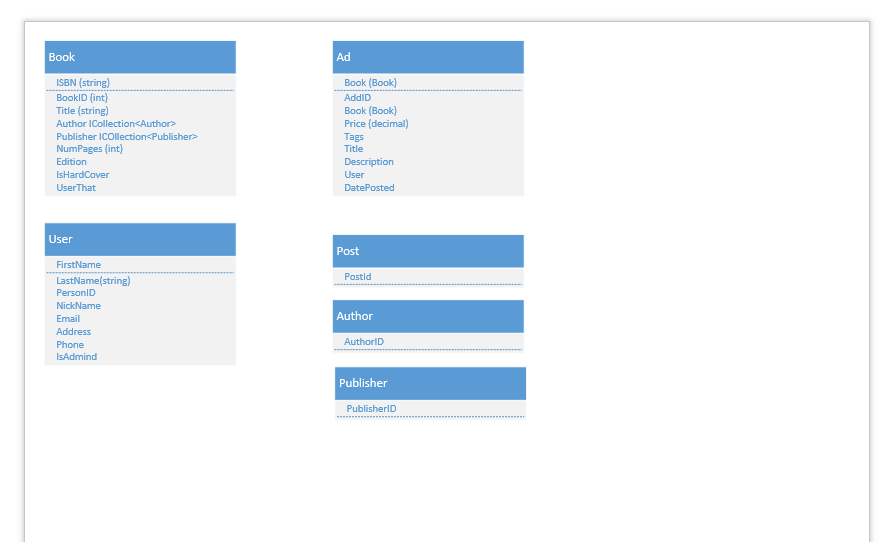 Book
ISBN (string)
BookID (int)
Title (string)
Author ICollection<Author>
Publisher ICOllection<Publisher>
NumPages (int)
Edition
IsHardCover
UserThat
Ad
Book (Book)
AddID
Book (Book)
Price (decimal)
Tags
Title
Description
User
DatePosted
User
FirstName
LastName(string)
PersonID
NickName
Email
Address
Phone
IsAdmind
Post
PostId
Author
AuthorID
Publisher
PublisherID